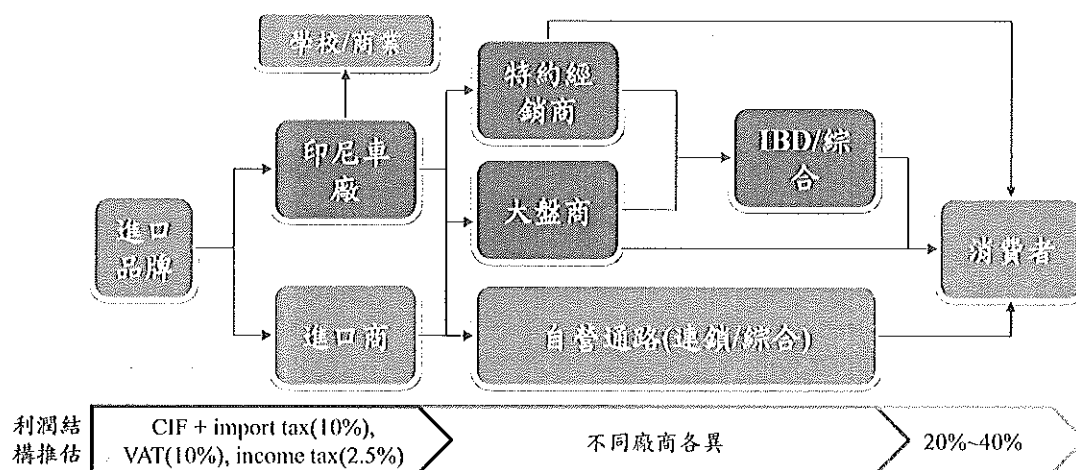 學校/商業
特約經
銷商
印尼車
廠
IBD/綜
合
大盤商
進口
品牌
消費者
進口商
自營通路(連鎖/綜合)
利潤結
構推估
CIF + import tax(10%),
VAT(10%), income tax(2.5%)
不同廠商各異
20%~40%